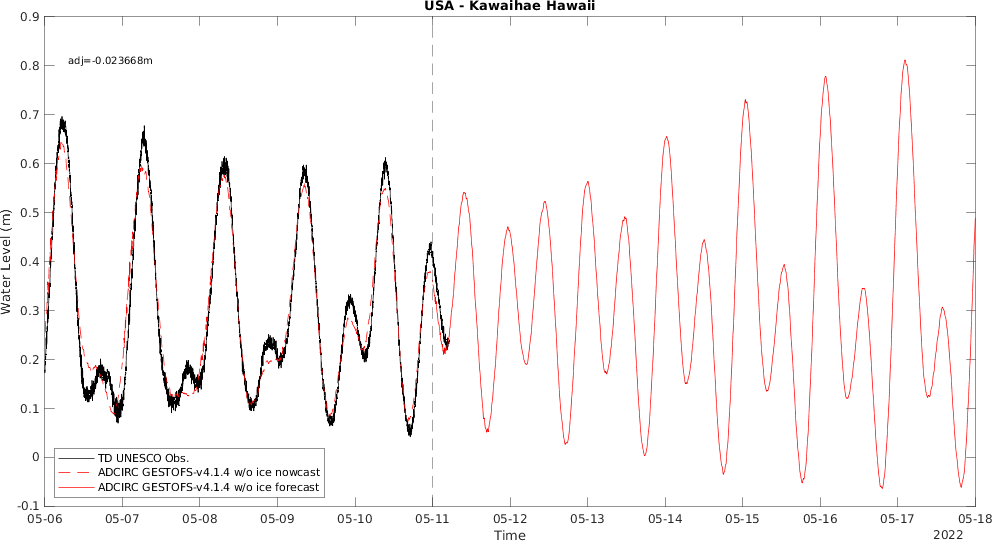 USA - Kawaihae Hawaii
0.9
0.8
adj=-0.023668m
0.7
0.6
0.5
0.4
0.3
0.2
0.1
0
-0.1
Water Level (m)
TD UNESCO Obs.
ADCIRC GESTOFS-v4.1.4 w/o ice nowcast
ADCIRC GESTOFS-v4.1.4 w/o ice forecast
05-06 05-07 05-08 05-09 05-10 05-11 05-12 05-13 05-14 05-15 05-16 05-17 05-18
Time
2022